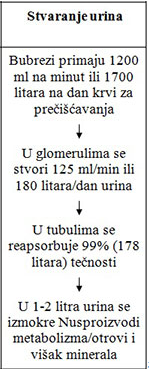 Stvaranje urina
Bubrezi primaju 1200
ml na minut ili 1700
litara na dan krvi za
prečišćavanja
U glomerulima se
stvori 125 ml/min ili
180 litara/dan urina
U tubulima se
reapsorbuje 99% (178
litara) tečnosti
U 1-2 litra urina se
izmokre Nusproizvodi
metabolizma/otrovi i
višak minerala